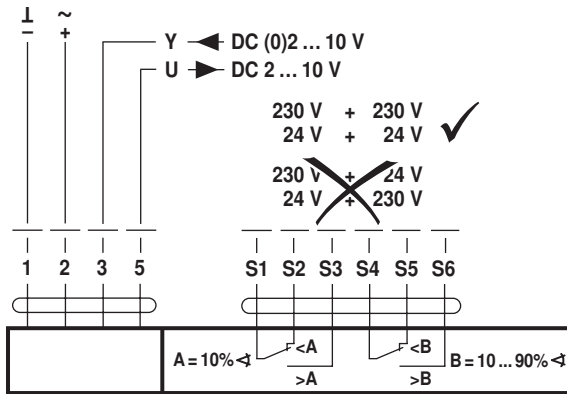 ⊥ ~
– +
Y ◄ DC (0)2 ... 10 V
U ► DC 2 ... 10 V
230 V + 230 V
24 V + 24 V ✓
230 V + 24 V
24 V + 230 V
1 2 3 5 S1 S2 S3 S4 S5 S6
A = 10% ∢ <A <B B = 10 ... 90% ∢
>A >B